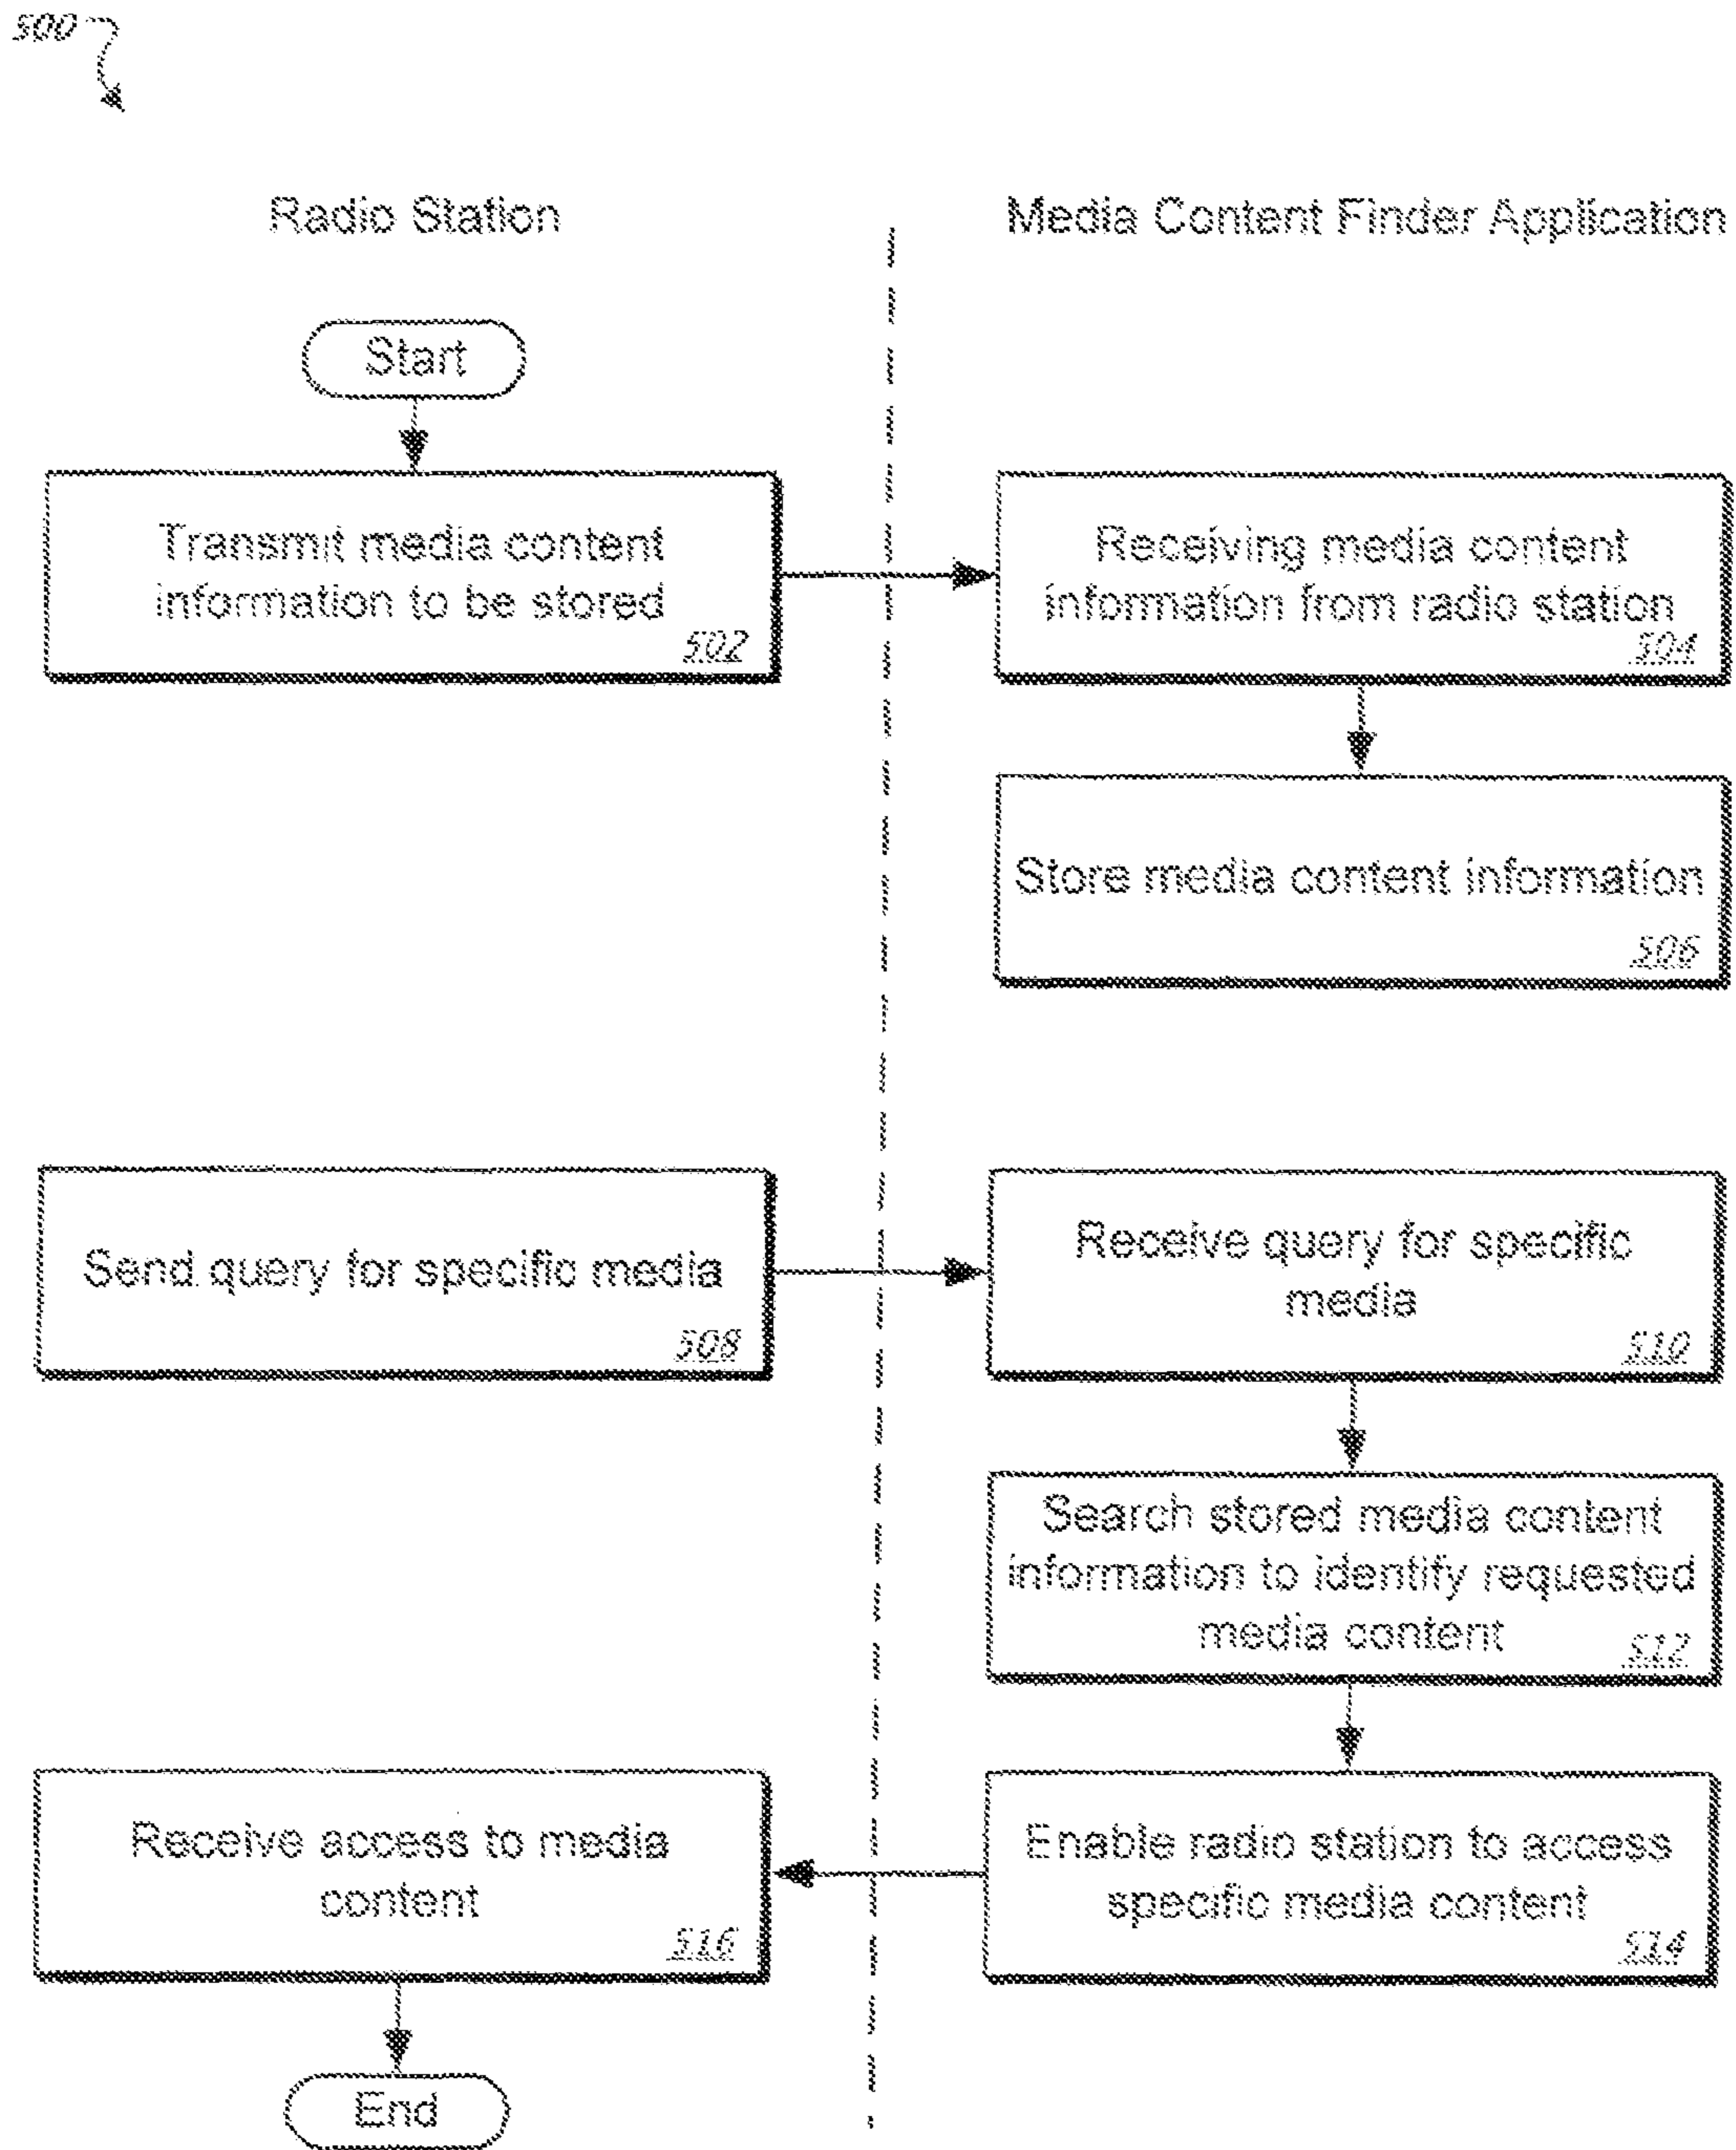 500
Radio Station
Media Content Finder Application
Start
Transmit media content
information to be stored
502
Receiving media content
information from radio station
504
Store media content information
506
Send query for specific media
508
Receive query for specific
media
510
Search stored media content
information to identify requested
media content
512
Enable radio station to access
specific media content
514
Receive access to media
content
516
End